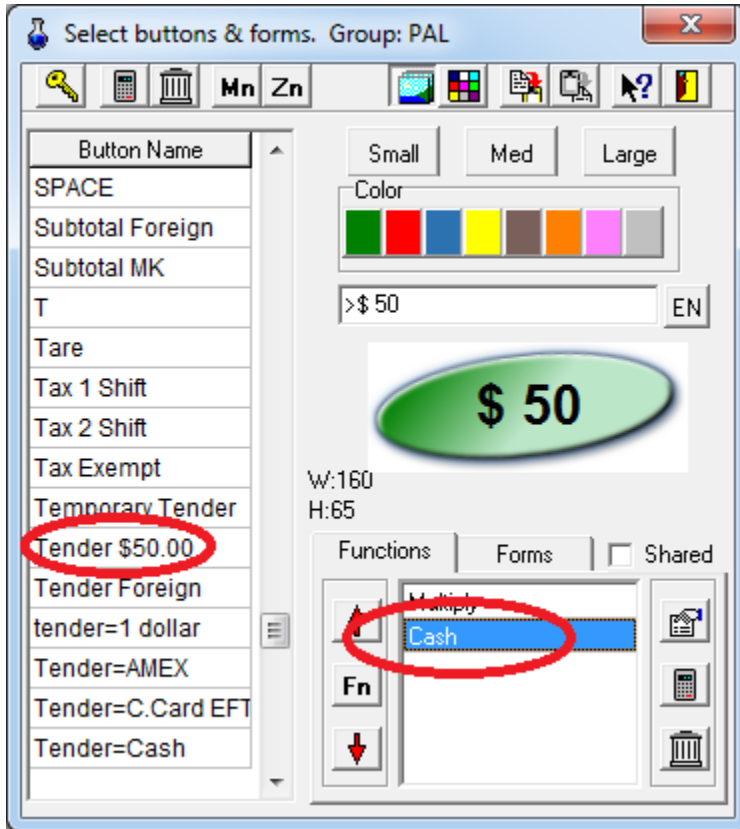 Select buttons & forms. Group: PAL
Mn Zn
Button Name
SPACE
Subtotal Foreign
Subtotal MK
T
Tare
Tax 1 Shift
Tax 2 Shift
Tax Exempt
Temporary Tender
Tender $50.00
Tender Foreign
tender=1 dollar
Tender=AMEX
Tender=C.Card EFT
Tender=Cash
Small Med Large
Color
>$ 50 EN
$ 50
W:160
H:65
Functions Forms Shared
Multiply
Cash
Fn